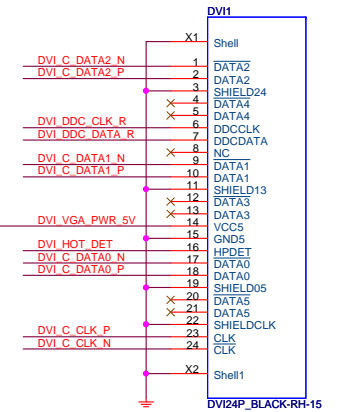 DVI1
X1 Shell
DVI_C_DATA2_N 1 DATA2
DVI_C_DATA2_P 2 DATA2
3 SHIELD24
4 DATA4
5 DATA4
DVI_DDC_CLK_R 6 DDCCLK
DVI_DDC_DATA_R 7 DDCDATA
8 NC
DVI_C_DATA1_N 9 DATA1
DVI_C_DATA1_P 10 DATA1
11 SHIELD13
12 DATA3
13 DATA3
DVI_VGA_PWR_5V 14 VCC5
15 GND5
DVI_HOT_DET 16 HPDET
DVI_C_DATA0_N 17 DATA0
DVI_C_DATA0_P 18 DATA0
19 SHIELD05
20 DATA5
21 DATA5
22 SHIELDCLK
DVI_C_CLK_P 23 CLK
DVI_C_CLK_N 24 CLK
X2 Shell1
DVI24P_BLACK-RH-15